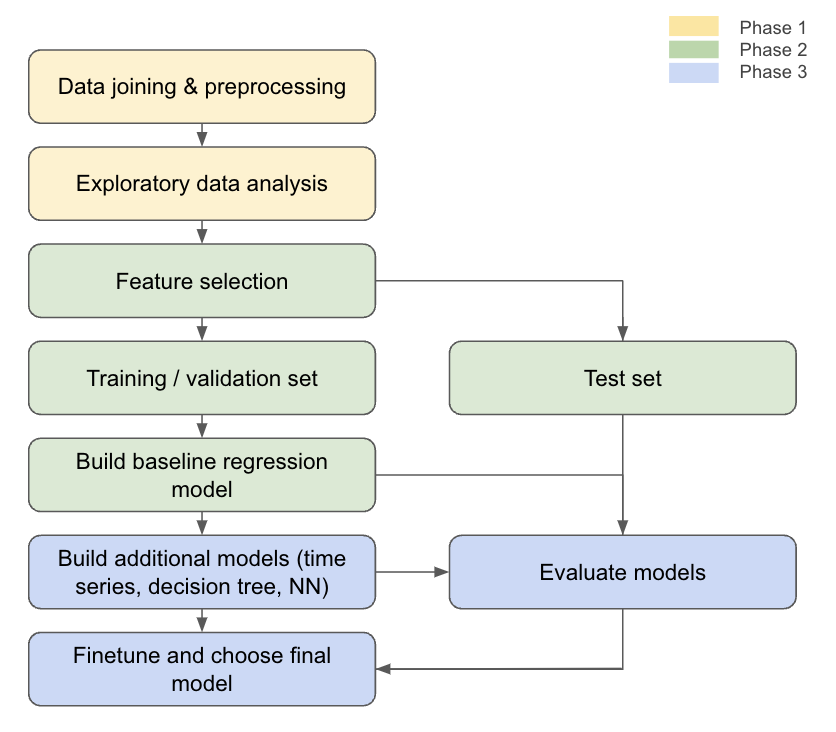 Phase 1
Phase 2
Phase 3
Data joining & preprocessing
Exploratory data analysis
Feature selection
Training / validation set
Test set
Build baseline regression
model
Build additional models (time
series, decision tree, NN)
Evaluate models
Finetune and choose final
model